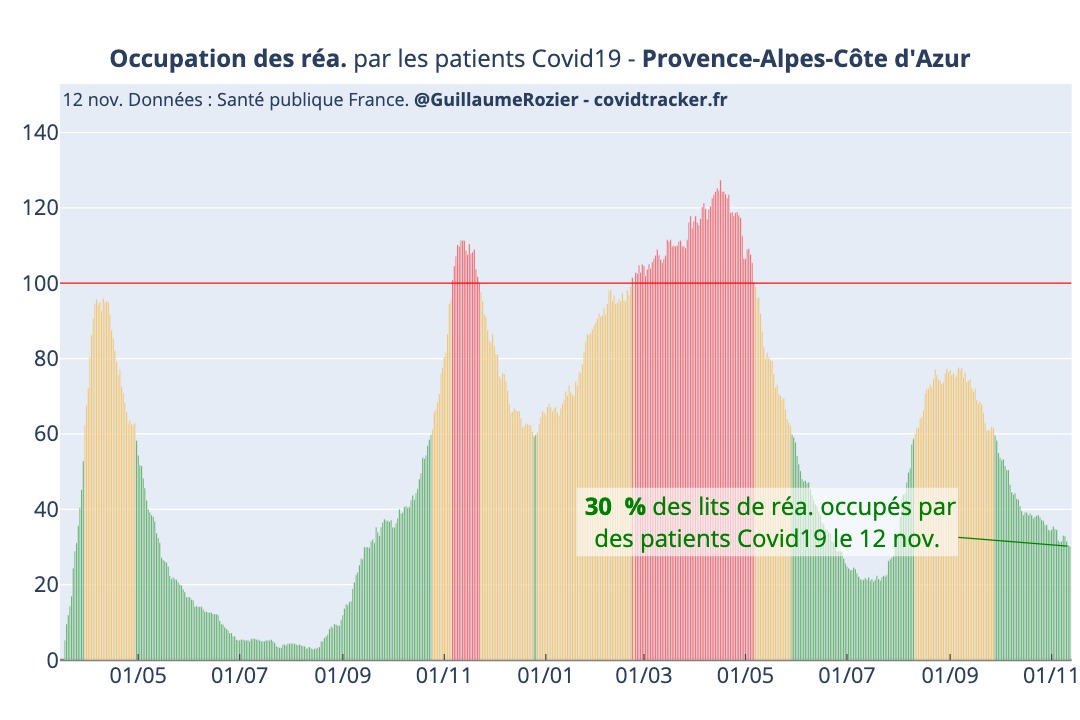 Occupation des réa. par les patients Covid19 - Provence-Alpes-Côte d'Azur
12 nov. Données : Santé publique France. @GuillaumeRozier - covidtracker.fr
140
120
100
80
60
40
20
0
30 % des lits de réa. occupés par
des patients Covid19 le 12 nov.
01/05 01/07 01/09 01/11 01/01 01/03 01/05 01/07 01/09 01/11